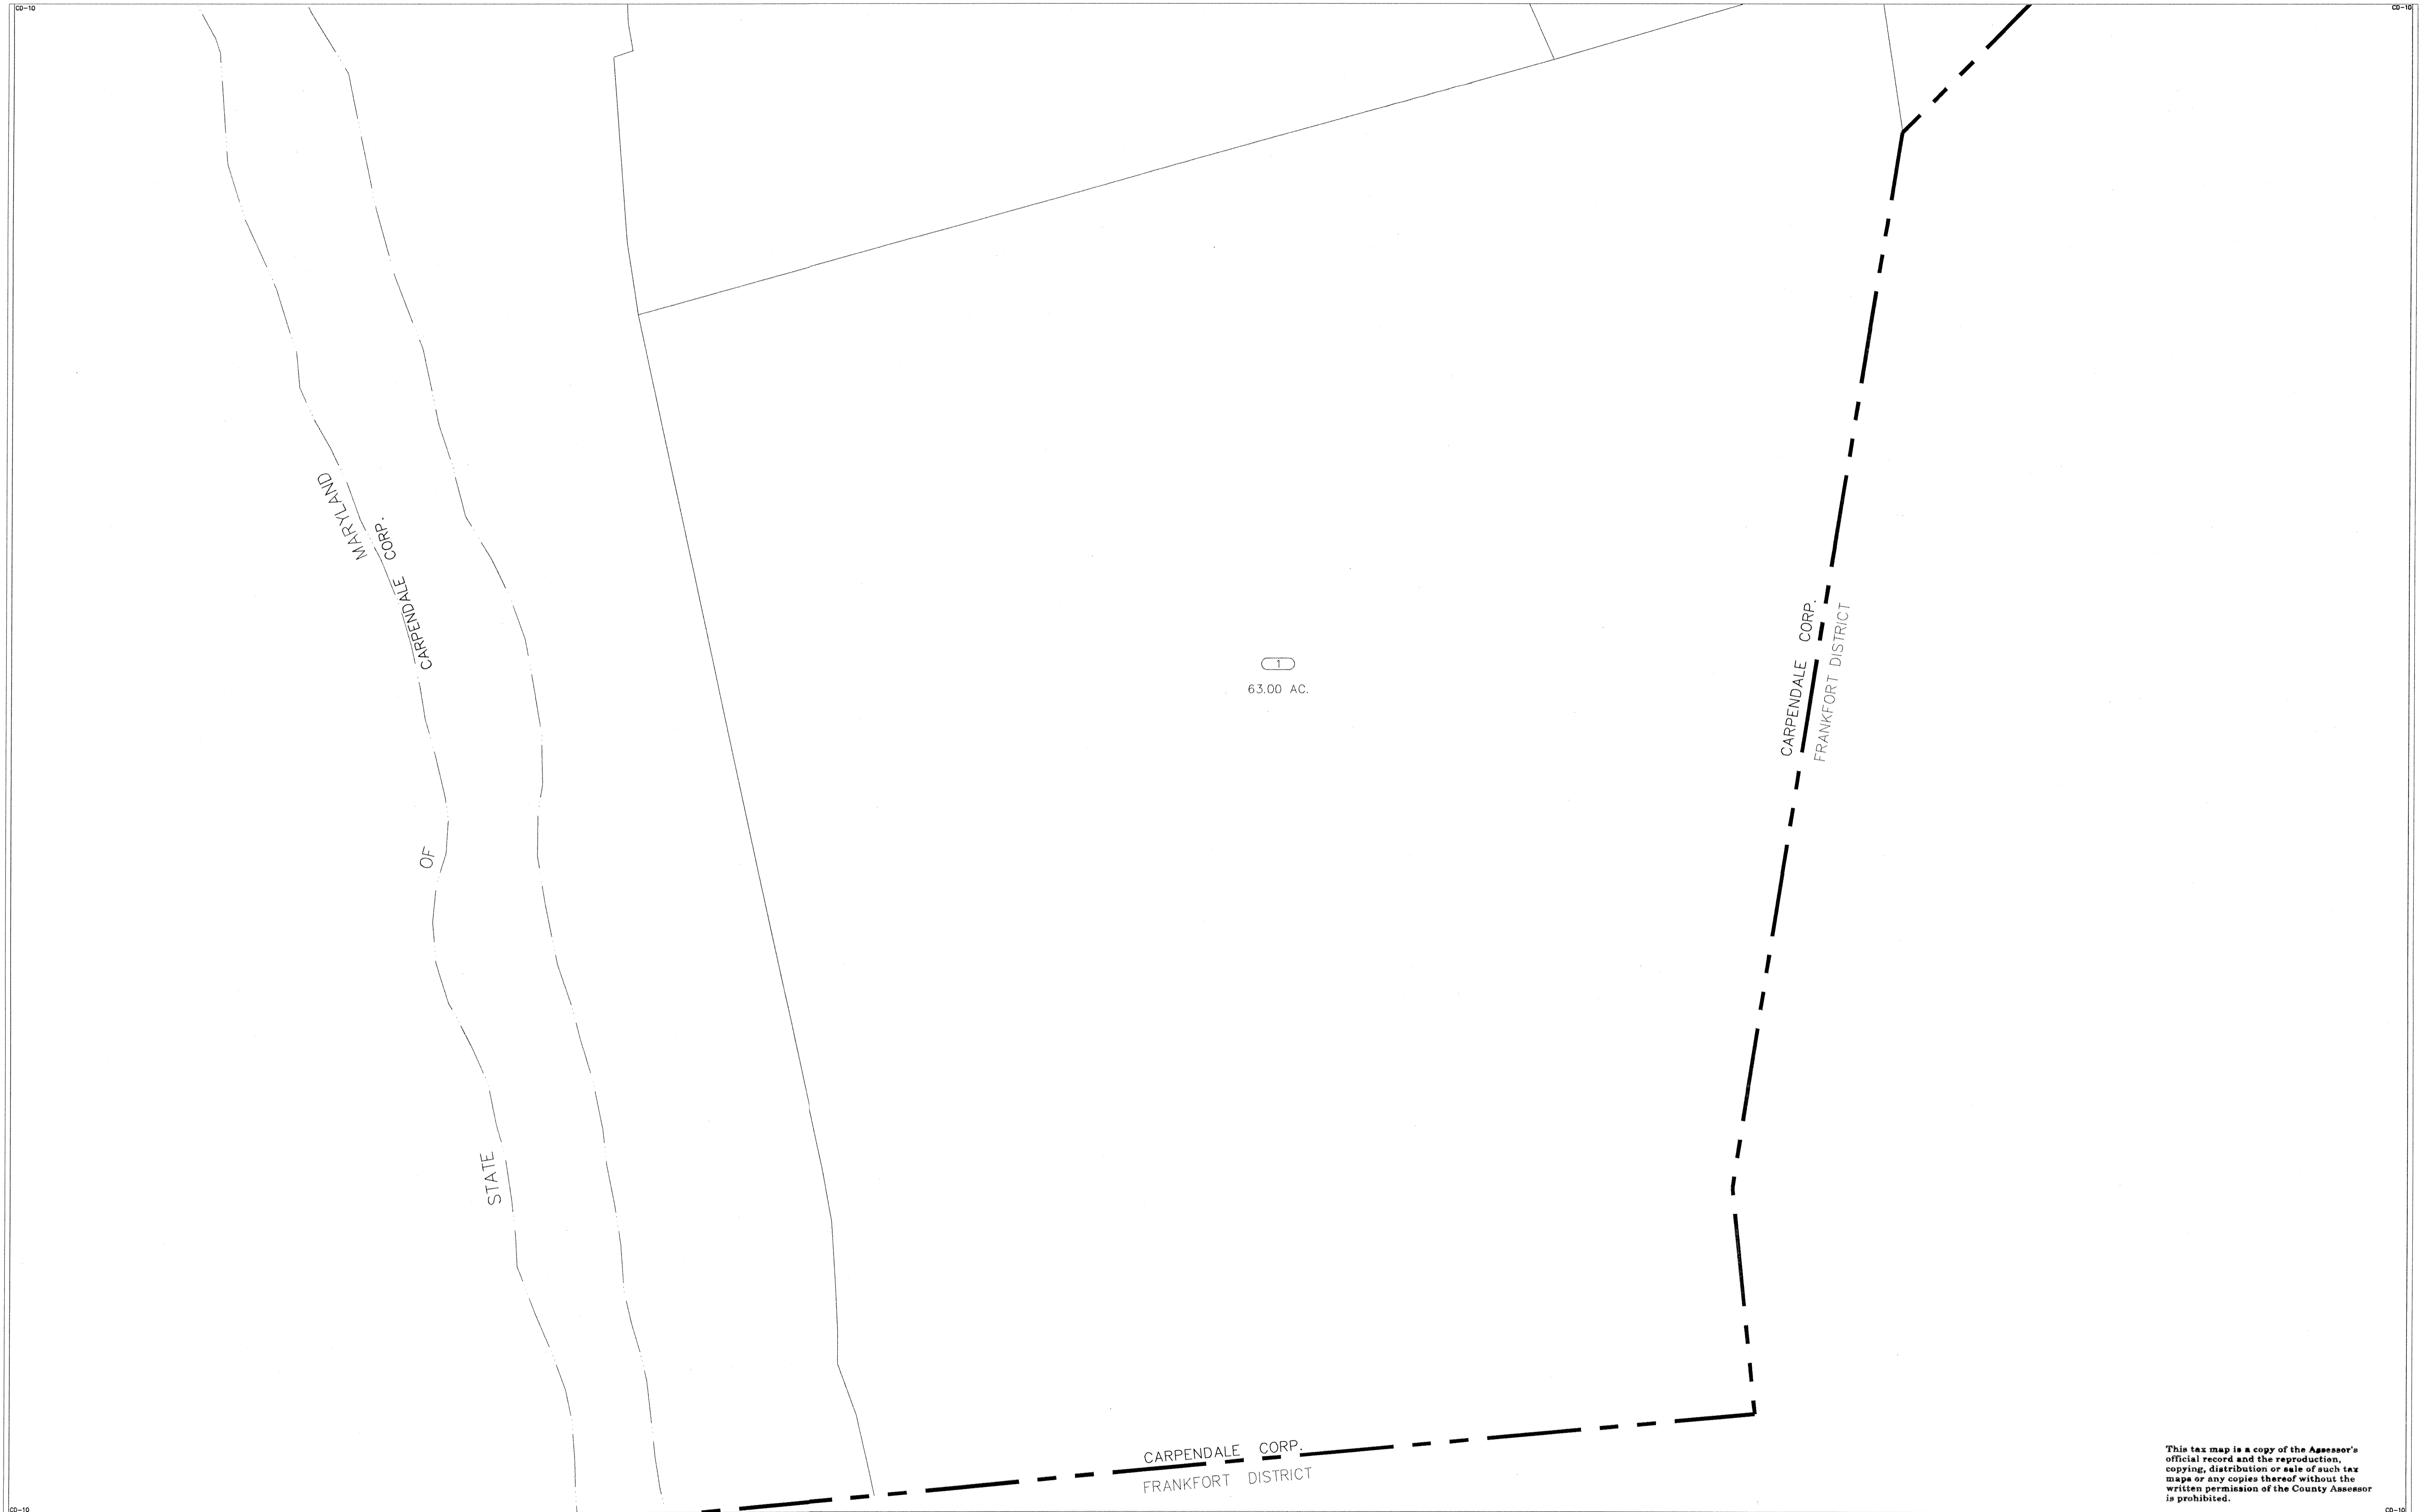 CD-10
CD-10
MARYLAND
CARPENDALE CORP.
CARPENDALE CORP.
FRANKFORT DISTRICT
1
63.00 AC.
OF
STATE
CARPENDALE CORP.
FRANKFORT DISTRICT
This tax map is a copy of the Assessor's
official record and the reproduction,
copying, distribution or sale of such tax
maps or any copies thereof without the
written permission of the County Assessor
is prohibited.
CD-10
CD-10